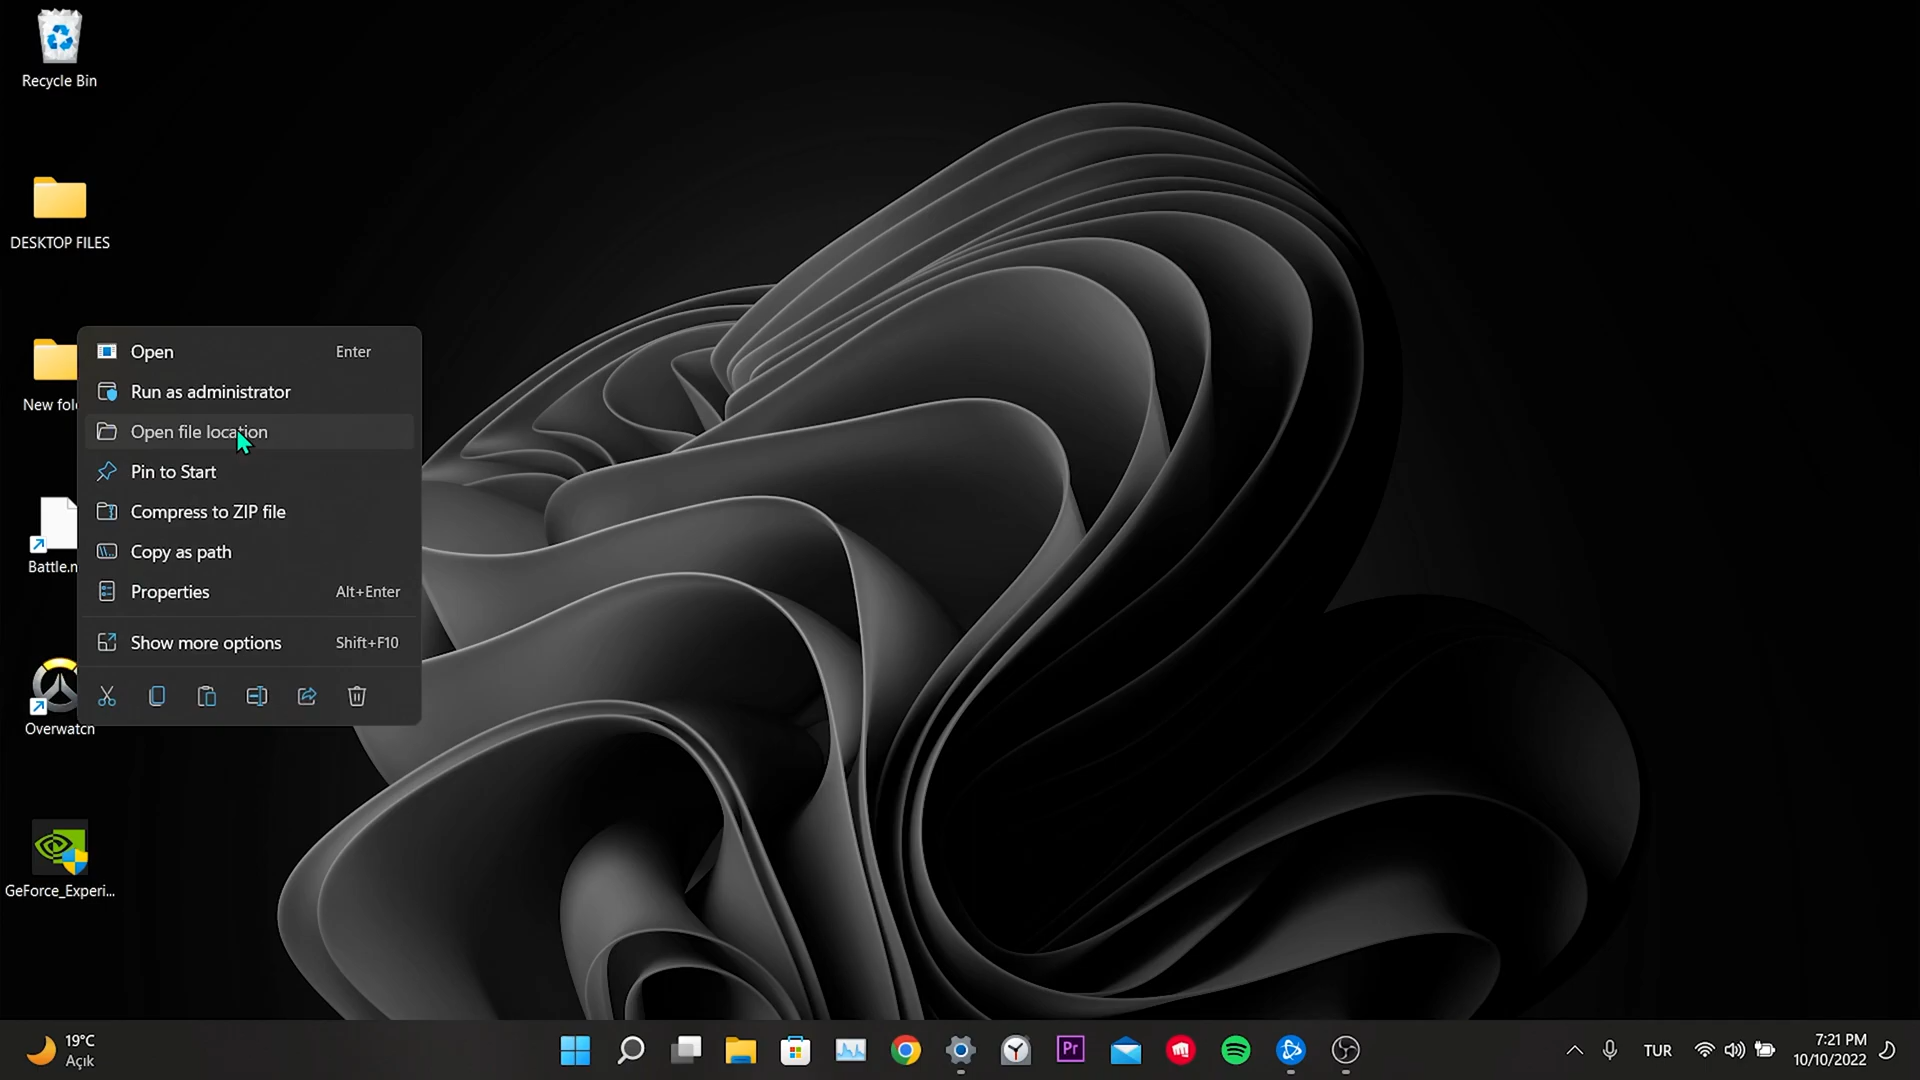 Recycle Bin
DESKTOP FILES
New fol
Battle.n
Overwatch
GeForce_Experi...
Open Enter
Run as administrator
Open file location
Pin to Start
Compress to ZIP file
Copy as path
Properties Alt+Enter
Show more options Shift+F10
19°C
Açık
Pr
TUR
7:21 PM
10/10/2022